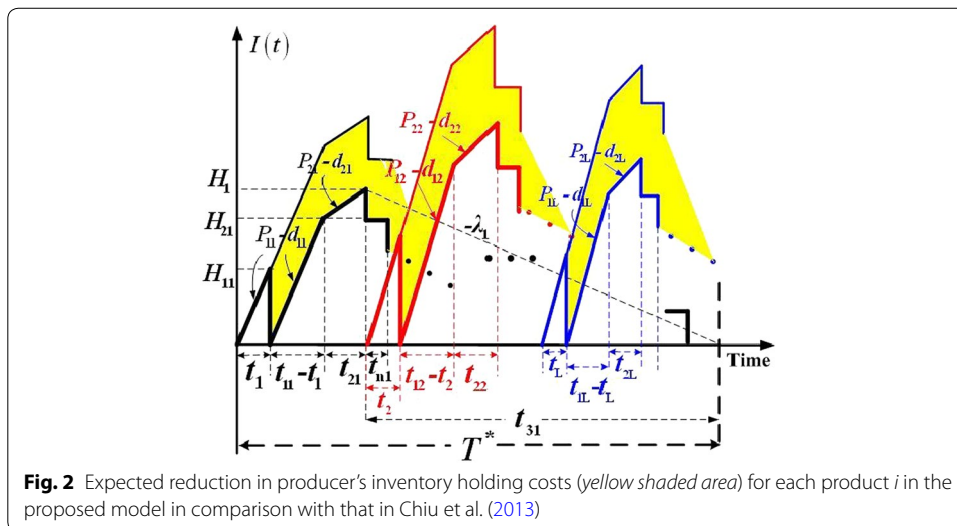 I(t)
P₂₂-d₂₂
P₂L-d₂L
P₂₁-d₂₁
P₁₂-d₁₂
P₁L-d₁L
H₁
H₂₁
P₁₁-d₁₁
-λ₁
H₁₁
Time
t₁ t₁₁-t₁ t₂₁ tₙ₁ t₁₂-t₂ t₂₂ tL t₂L
t₂ t₁L-tL
t₃₁
T*
Fig. 2 Expected reduction in producer's inventory holding costs (yellow shaded area) for each product i in the
proposed model in comparison with that in Chiu et al. (2013)